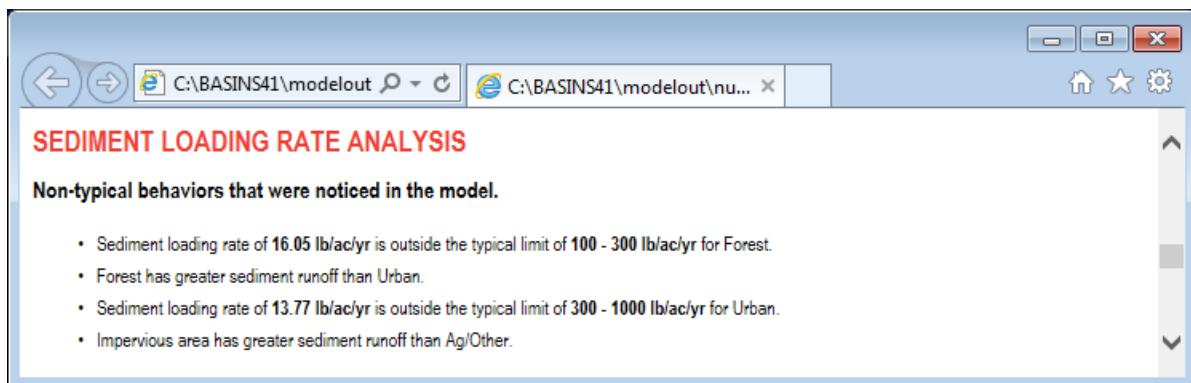 C:\BASINS41\modelout
C:\BASINS41\modelout\nu...
SEDIMENT LOADING RATE ANALYSIS
Non-typical behaviors that were noticed in the model.
• Sediment loading rate of 16.05 lb/ac/yr is outside the typical limit of 100 - 300 lb/ac/yr for Forest.
• Forest has greater sediment runoff than Urban.
• Sediment loading rate of 13.77 lb/ac/yr is outside the typical limit of 300 - 1000 lb/ac/yr for Urban.
• Impervious area has greater sediment runoff than Ag/Other.